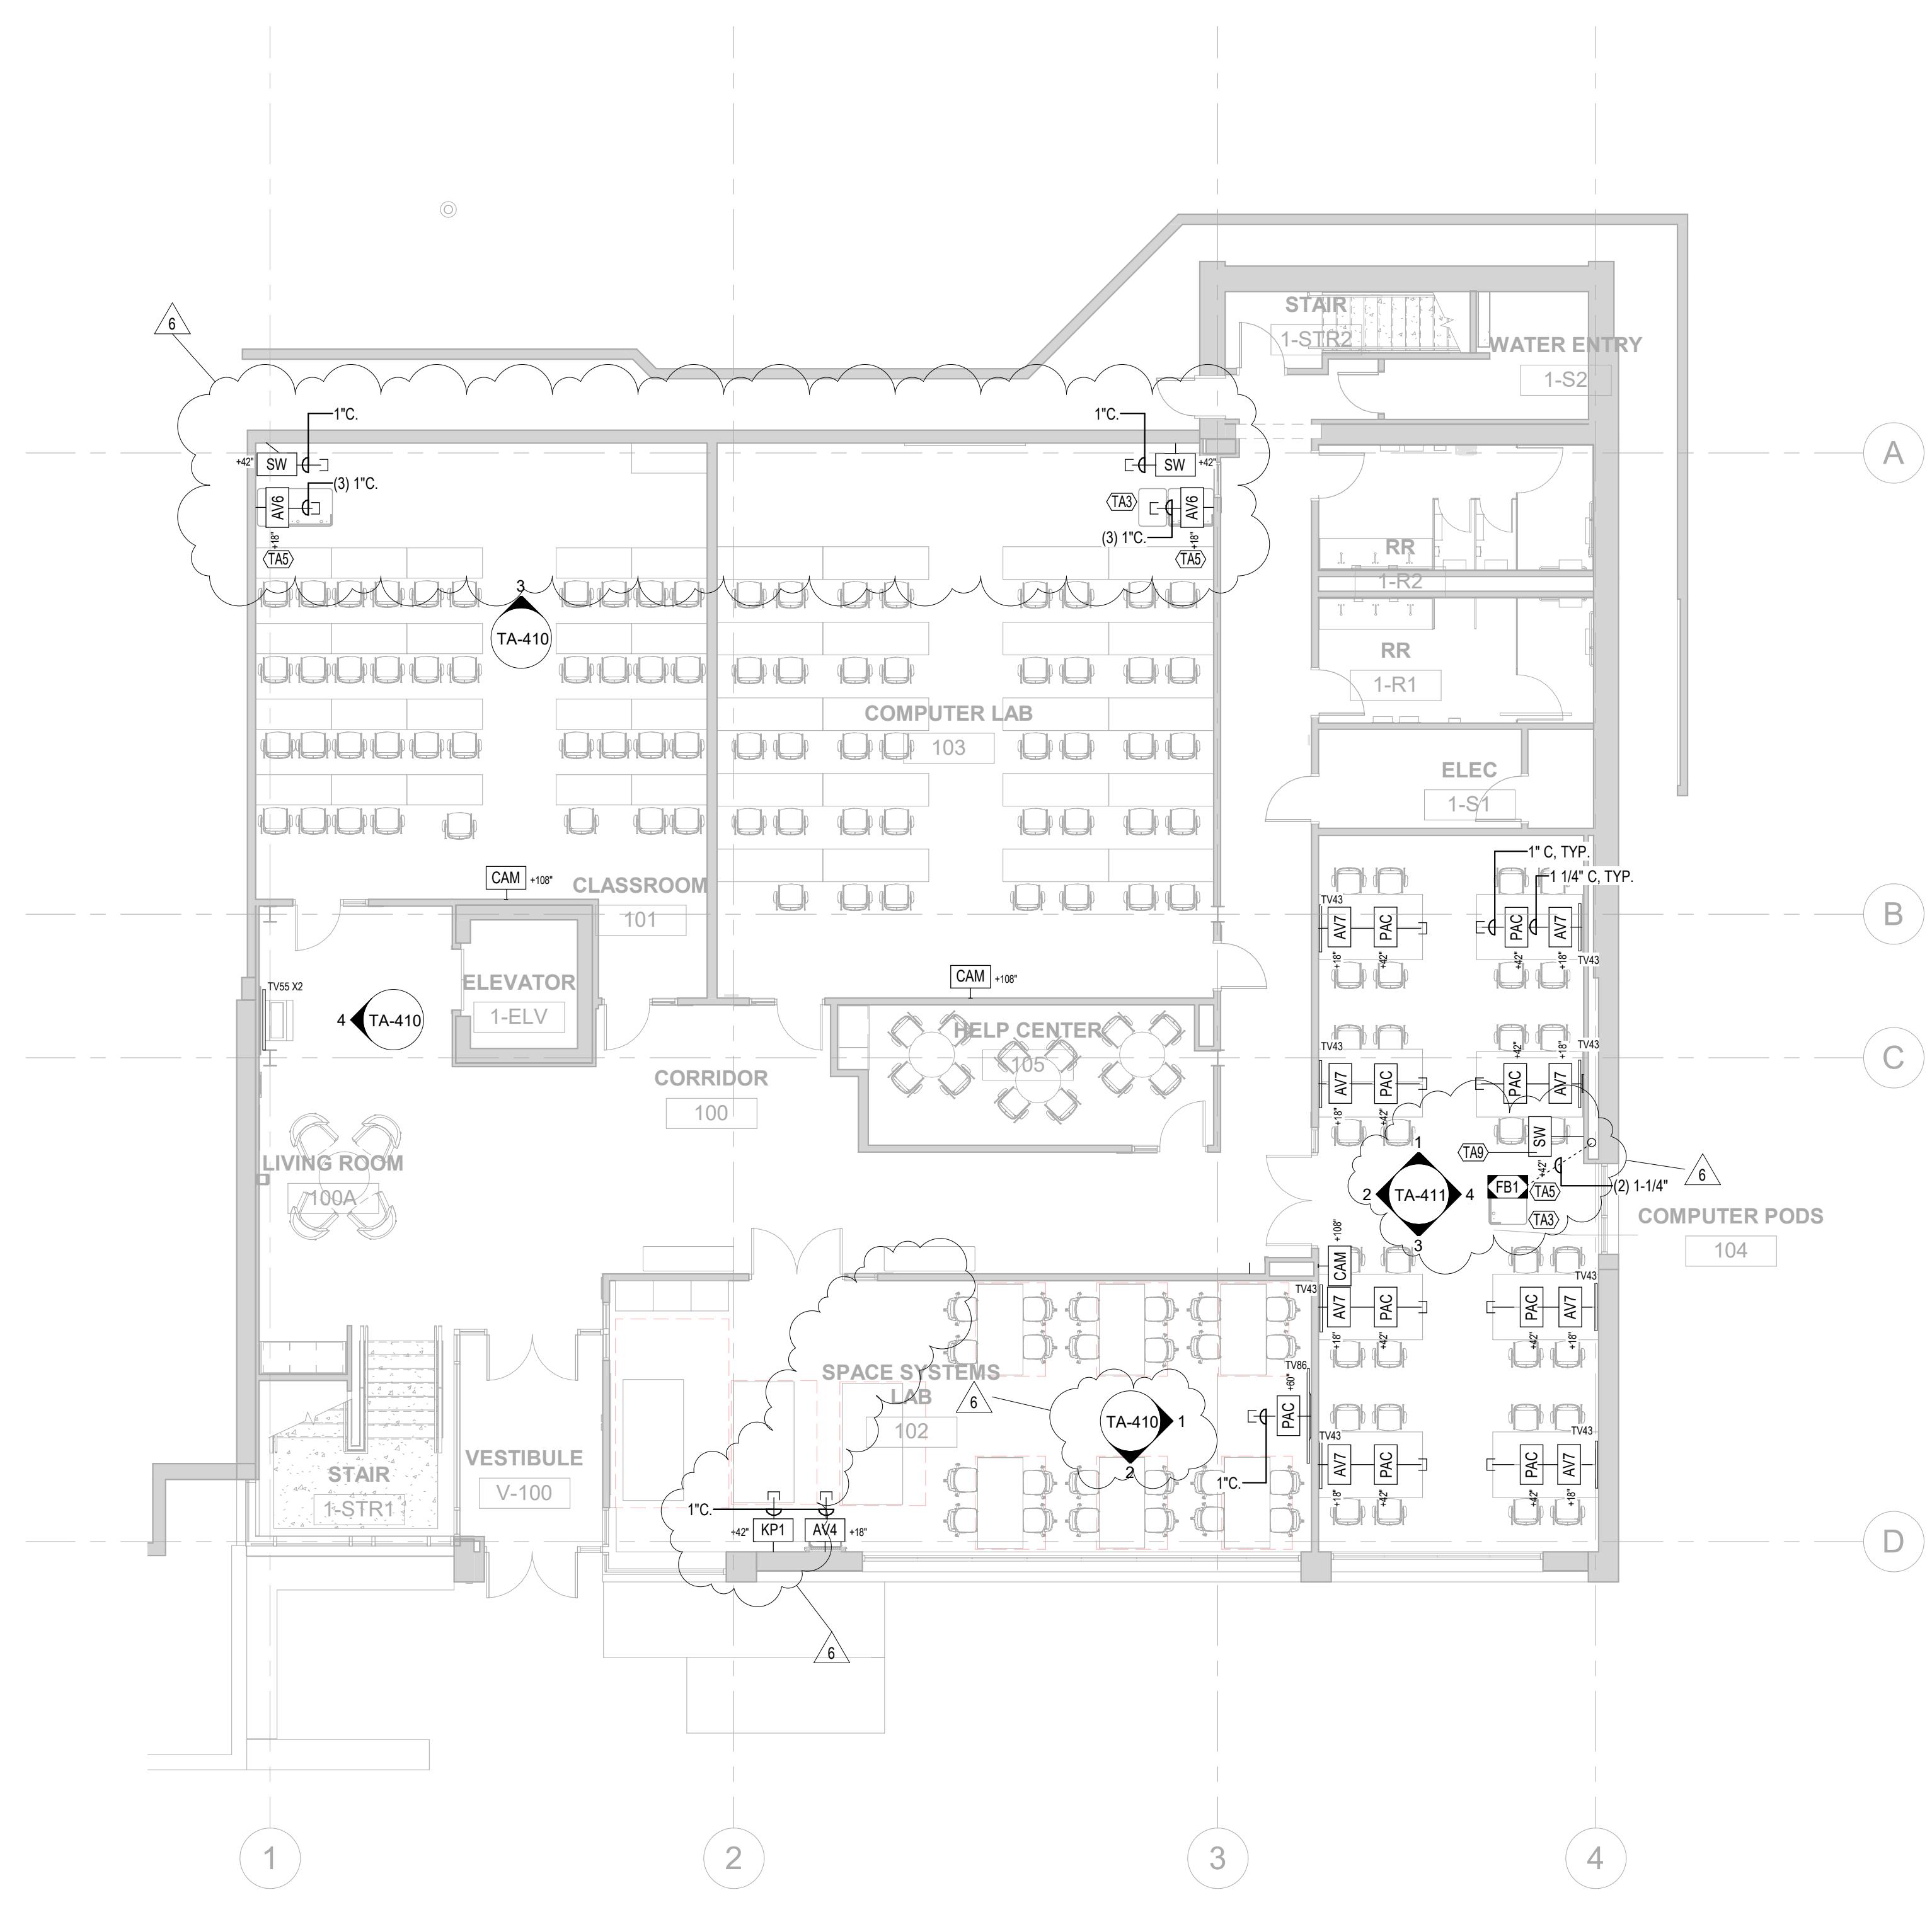 STAIR
1-STR2
6
WATER ENTRY
1-S2
1"C.
1"C.
A
+42"
SW
SW
+42"
(3) 1"C.
AV6
TA3
AV6
(3) 1"C.
+18"
+18"
TA5
TA5
RR
1-R2
3
TA-410
RR
1-R1
COMPUTER LAB
103
ELEC
1-S1
1" C, TYP.
1 1/4" C, TYP.
CAM
+108"
CLASSROOM
101
TV43
AV7
PAC
PAC
AV7
B
+18"
+42"
+42"
+18"
TV43
CAM
+108"
ELEVATOR
1-ELV
TV55 X2
4
TA-410
HELP CENTER
105
TV43
+42"
+18"
TV43
C
CORRIDOR
100
AV7
PAC
PAC
AV7
+18"
+42"
SW
1
TA9
LIVING ROOM
100A
2
TA-411
4
3
+42"
FB1
TA5
TA3
(2) 1-1/4"
6
COMPUTER PODS
104
+108"
CAM
TV43
TV43
AV7
PAC
PAC
AV7
+18"
+42"
+42"
+18"
SPACE SYSTEMS
LAB
102
6
TV86
+60"
PAC
TA-410
1
2
1"C.
TV43
TV43
AV7
PAC
PAC
AV7
+18"
+42"
+42"
+18"
VESTIBULE
V-100
STAIR
1-STR1
1"C.
+42"
KP1
AV4
+18"
D
6
1
2
3
4